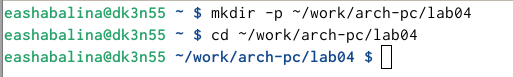 eashabalina@dk3n55 ~ $ mkdir -p ~/work/arch-pc/lab04
eashabalina@dk3n55 ~ $ cd ~/work/arch-pc/lab04
eashabalina@dk3n55 ~/work/arch-pc/lab04 $